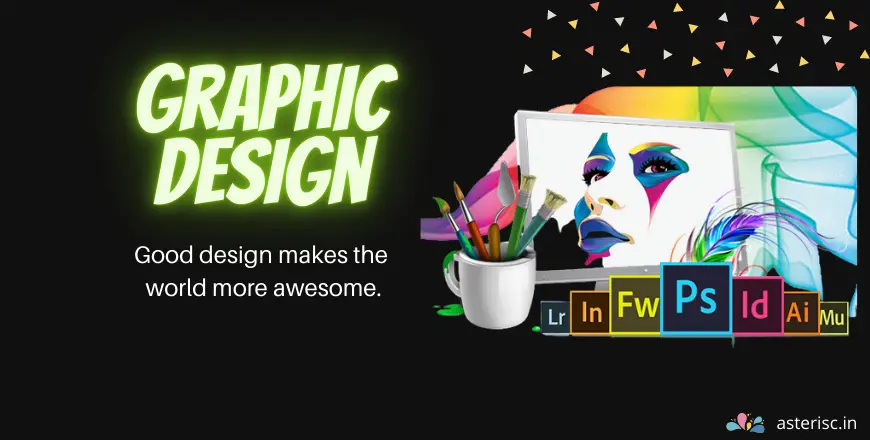 GRAPHIC
DESIGN
Good design makes the
world more awesome.
Lr In Fw Ps Id Ai Mu
asterisc.in